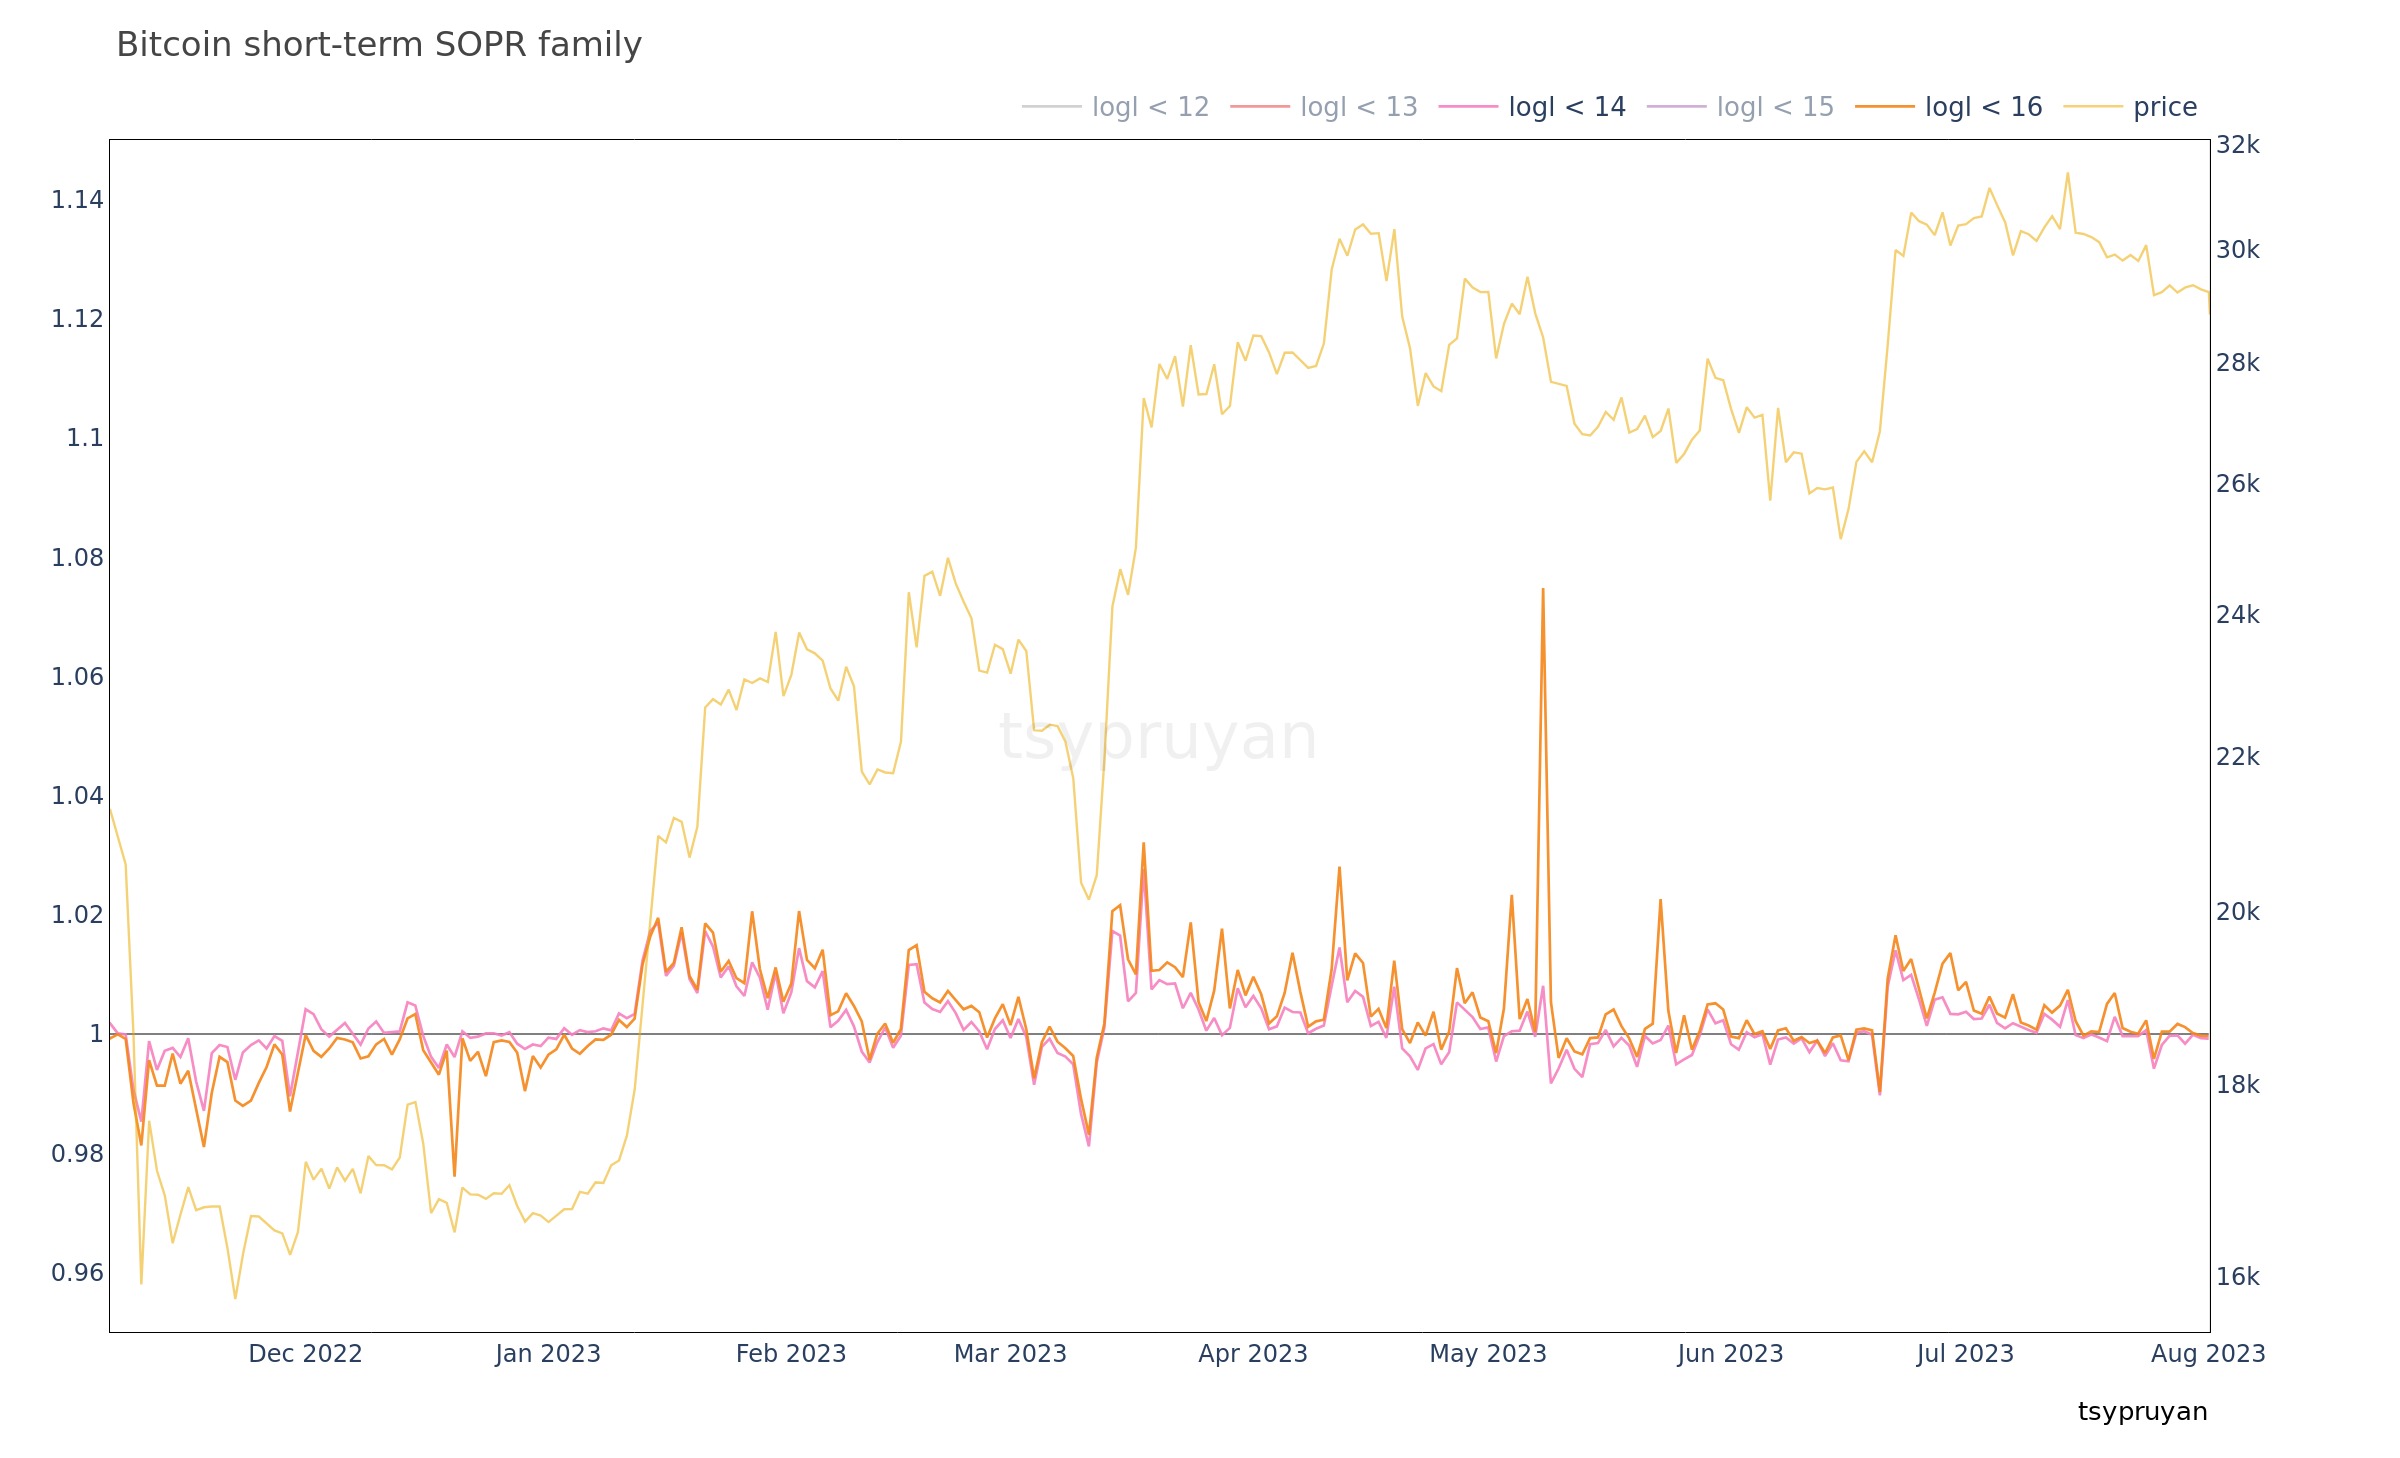 Bitcoin short-term SOPR family
logl < 12 logl < 13 logl < 14 logl < 15 logl < 16 price
1.14
1.12
1.1
1.08
1.06
1.04
1.02
1
0.98
0.96
32k
30k
28k
26k
24k
22k
20k
18k
16k
tsypruyan
Dec 2022 Jan 2023 Feb 2023 Mar 2023 Apr 2023 May 2023 Jun 2023 Jul 2023 Aug 2023
tsypruyan